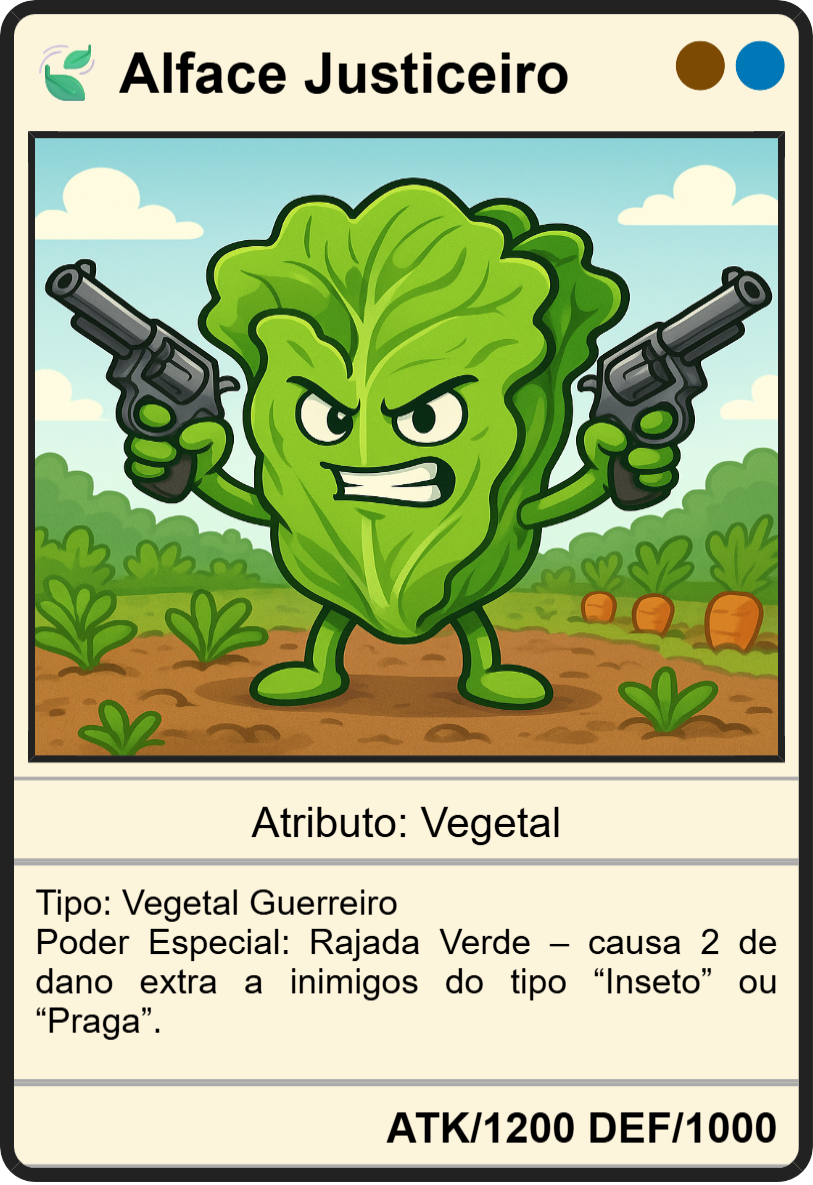 Alface Justiceiro
Atributo: Vegetal
Tipo: Vegetal Guerreiro
Poder Especial: Rajada Verde – causa 2 de
dano extra a inimigos do tipo “Inseto” ou
“Praga”.
ATK/1200 DEF/1000